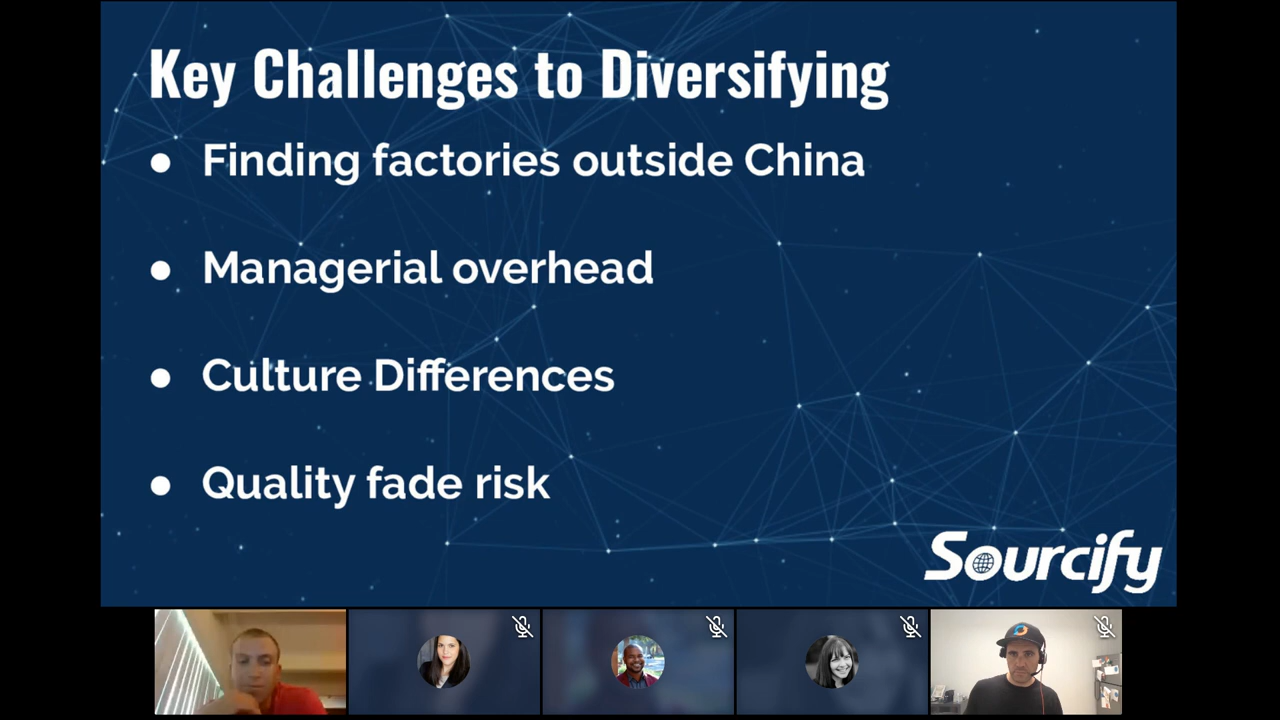 Key Challenges to Diversifying
● Finding factories outside China
● Managerial overhead
● Culture Differences
● Quality fade risk
Sourcify